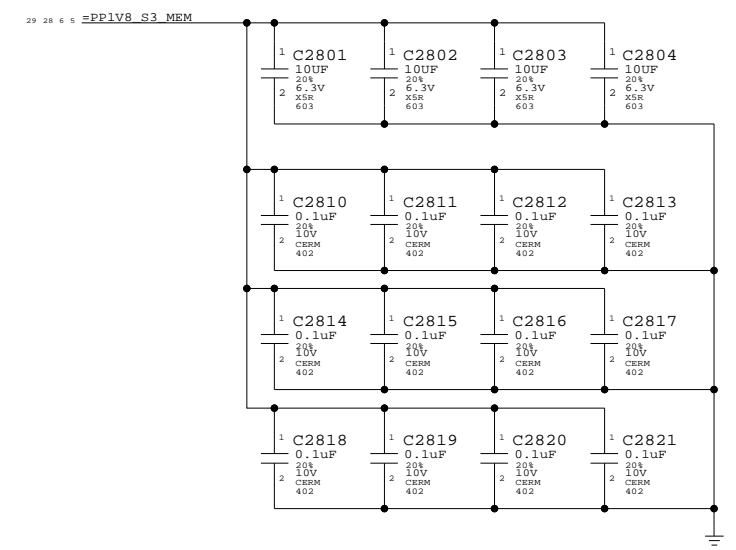 29 28 6 5 =PP1V8_S3_MEM
1 C2801
10UF
20%
2 6.3V
X5R
603
1 C2802
10UF
20%
2 6.3V
X5R
603
1 C2803
10UF
20%
2 6.3V
X5R
603
1 C2804
10UF
20%
2 6.3V
X5R
603
1 C2810
0.1uF
20%
2 10V
CERM
402
1 C2811
0.1uF
20%
2 10V
CERM
402
1 C2812
0.1uF
20%
2 10V
CERM
402
1 C2813
0.1uF
20%
2 10V
CERM
402
1 C2814
0.1uF
20%
2 10V
CERM
402
1 C2815
0.1uF
20%
2 10V
CERM
402
1 C2816
0.1uF
20%
2 10V
CERM
402
1 C2817
0.1uF
20%
2 10V
CERM
402
1 C2818
0.1uF
20%
2 10V
CERM
402
1 C2819
0.1uF
20%
2 10V
CERM
402
1 C2820
0.1uF
20%
2 10V
CERM
402
1 C2821
0.1uF
20%
2 10V
CERM
402